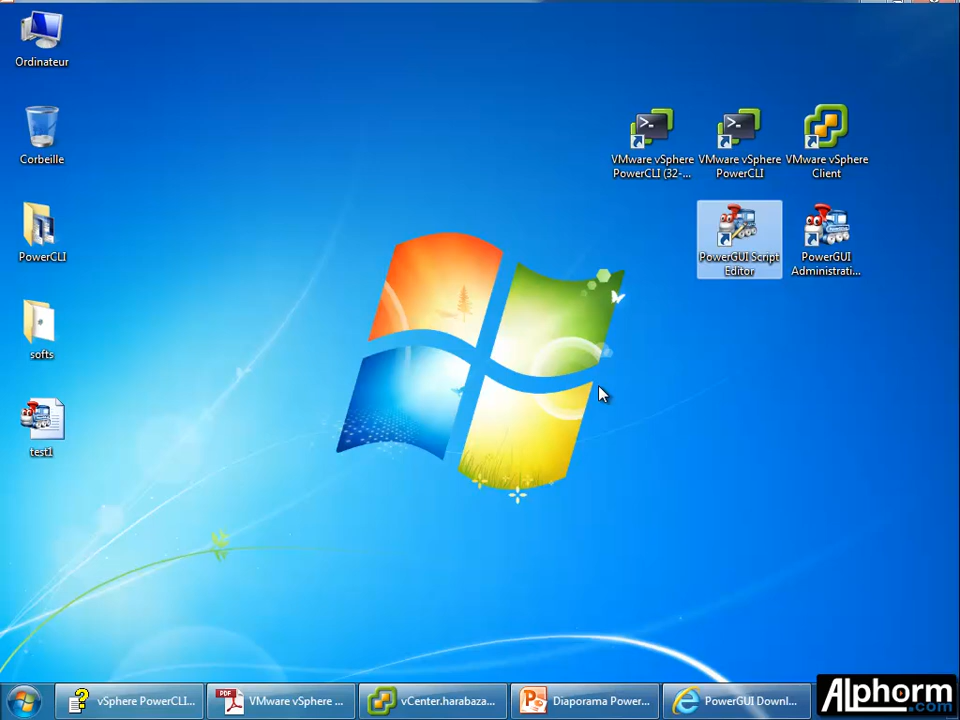 Ordinateur
Corbeille
PowerCLI
softs
test1
VMware vSphere
PowerCLI (32-...
VMware vSphere
PowerCLI
VMware vSphere
Client
PowerGUI Script
Editor
PowerGUI
Administrati...
vSphere PowerCLI...
VMware vSphere ...
vCenter.harabaza...
Diaporama Power...
PowerGUI Downl...
Alphorm
.com